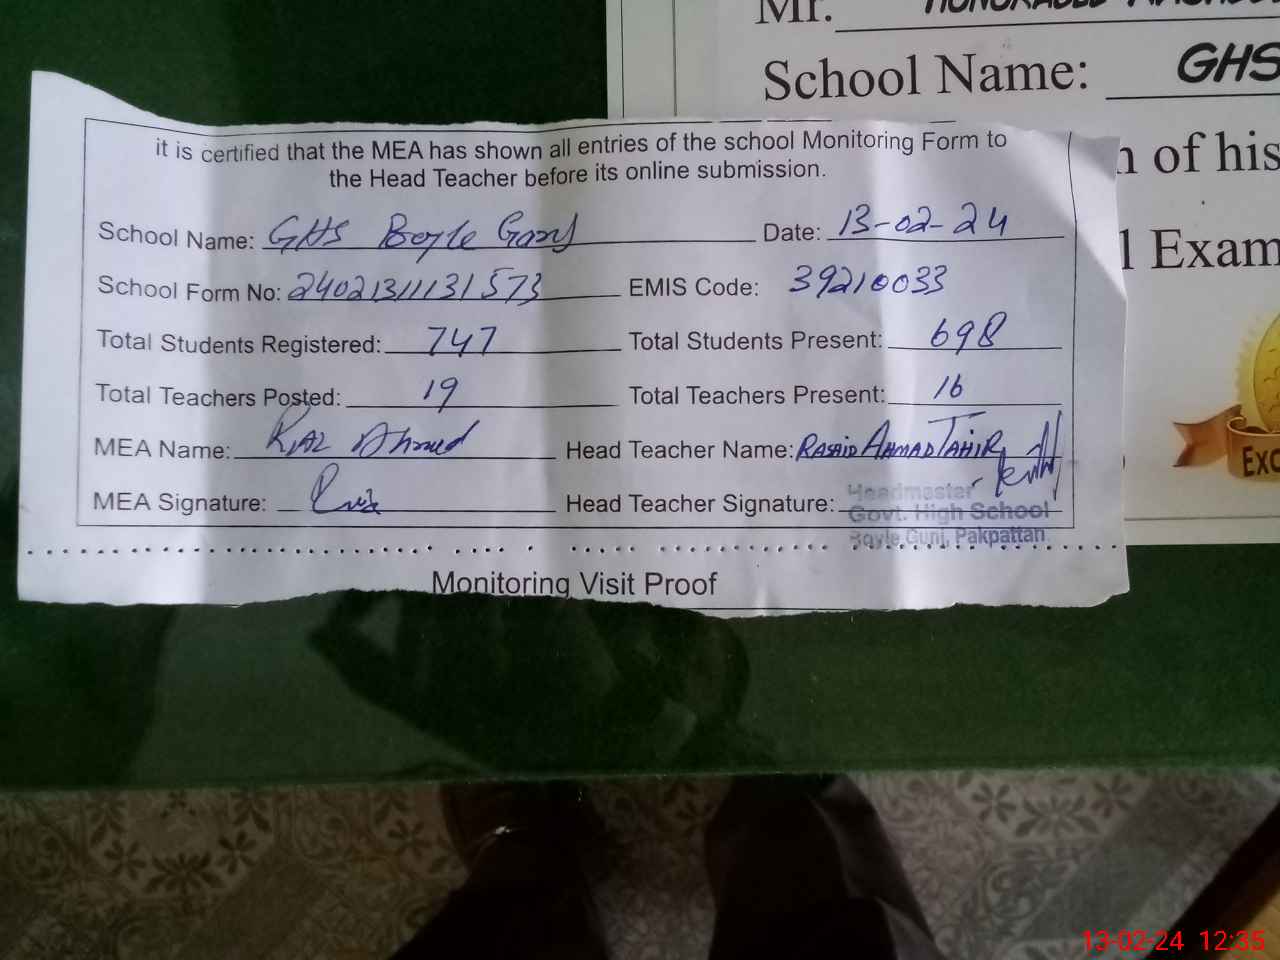 Mr.
School Name: GHS
of his
Exam
it is certified that the MEA has shown all entries of the school Monitoring Form to
the Head Teacher before its online submission.
School Name: GHS Boyle Ganj Date: 13-02-24
School Form No: 24021311131573 EMIS Code: 39210033
Total Students Registered: 747 Total Students Present: 698
Total Teachers Posted: 19 Total Teachers Present: 16
MEA Name: Riaz Ahmad Head Teacher Name: RASHID AHMAD TAHIR
MEA Signature: Head Teacher Signature:
Headmaster
Govt. High School
Boyle Gunj, Pakpattan
Monitoring Visit Proof
13-02-24 12:35